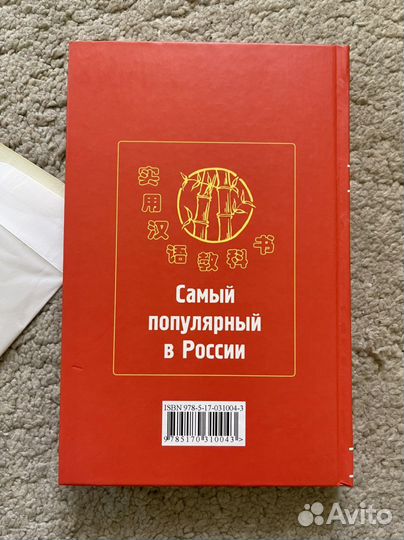 实用汉语教科书
Самый
популярный
в России
ISBN 978-5-17-031004-3
9785170310043>
Avito